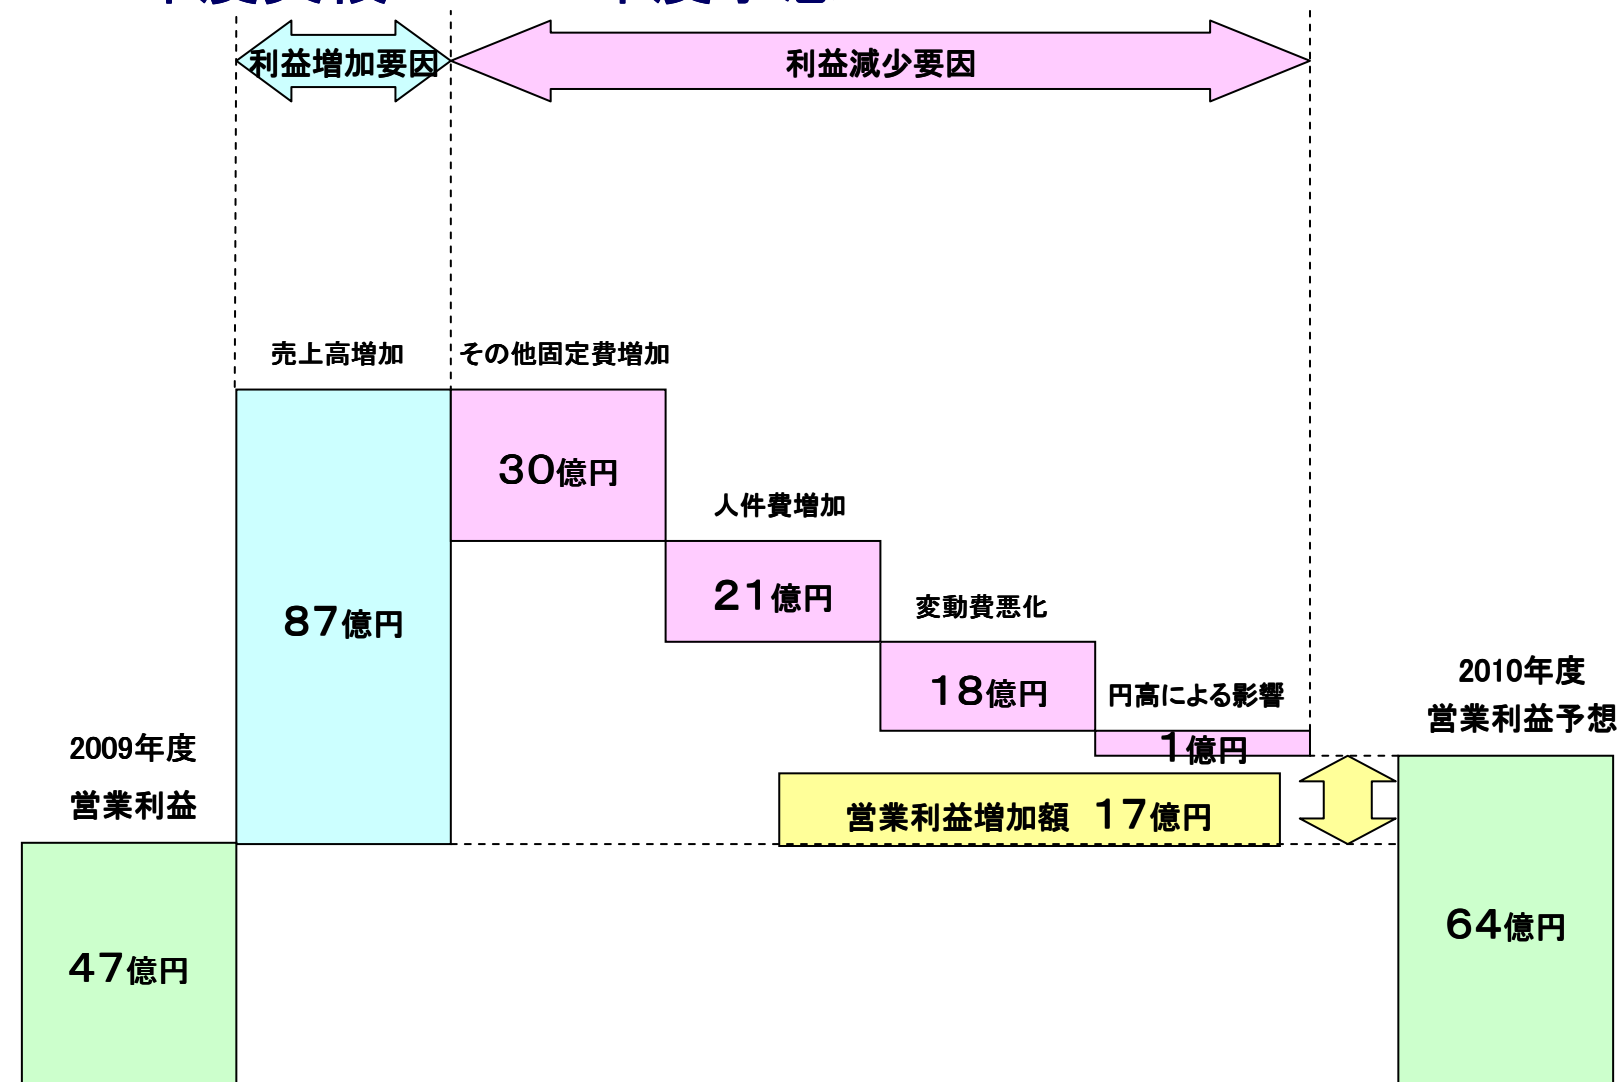 利益増加要因
利益減少要因
売上高増加
その他固定費増加
30億円
人件費増加
87億円
21億円
変動費悪化
18億円
円高による影響
1億円
2010年度
営業利益予想
2009年度
営業利益
営業利益増加額 17億円
64億円
47億円